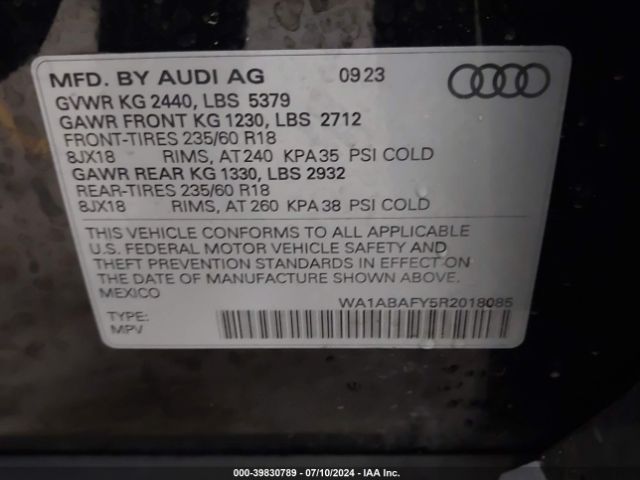 MFD. BY AUDI AG 09 23
GVWR KG 2440, LBS 5379
GAWR FRONT KG 1230, LBS 2712
FRONT-TIRES 235/60 R18
8JX18 RIMS, AT 240 KPA 35 PSI COLD
GAWR REAR KG 1330, LBS 2932
REAR-TIRES 235/60 R18
8JX18 RIMS, AT 260 KPA 38 PSI COLD
THIS VEHICLE CONFORMS TO ALL APPLICABLE
U.S. FEDERAL MOTOR VEHICLE SAFETY AND
THEFT PREVENTION STANDARDS IN EFFECT ON
THE DATE OF MANUFACTURE SHOWN ABOVE.
MEXICO
WA1ABAFY5R2018085
TYPE:
MPV
000-39830789 - 07/10/2024 - IAA Inc.